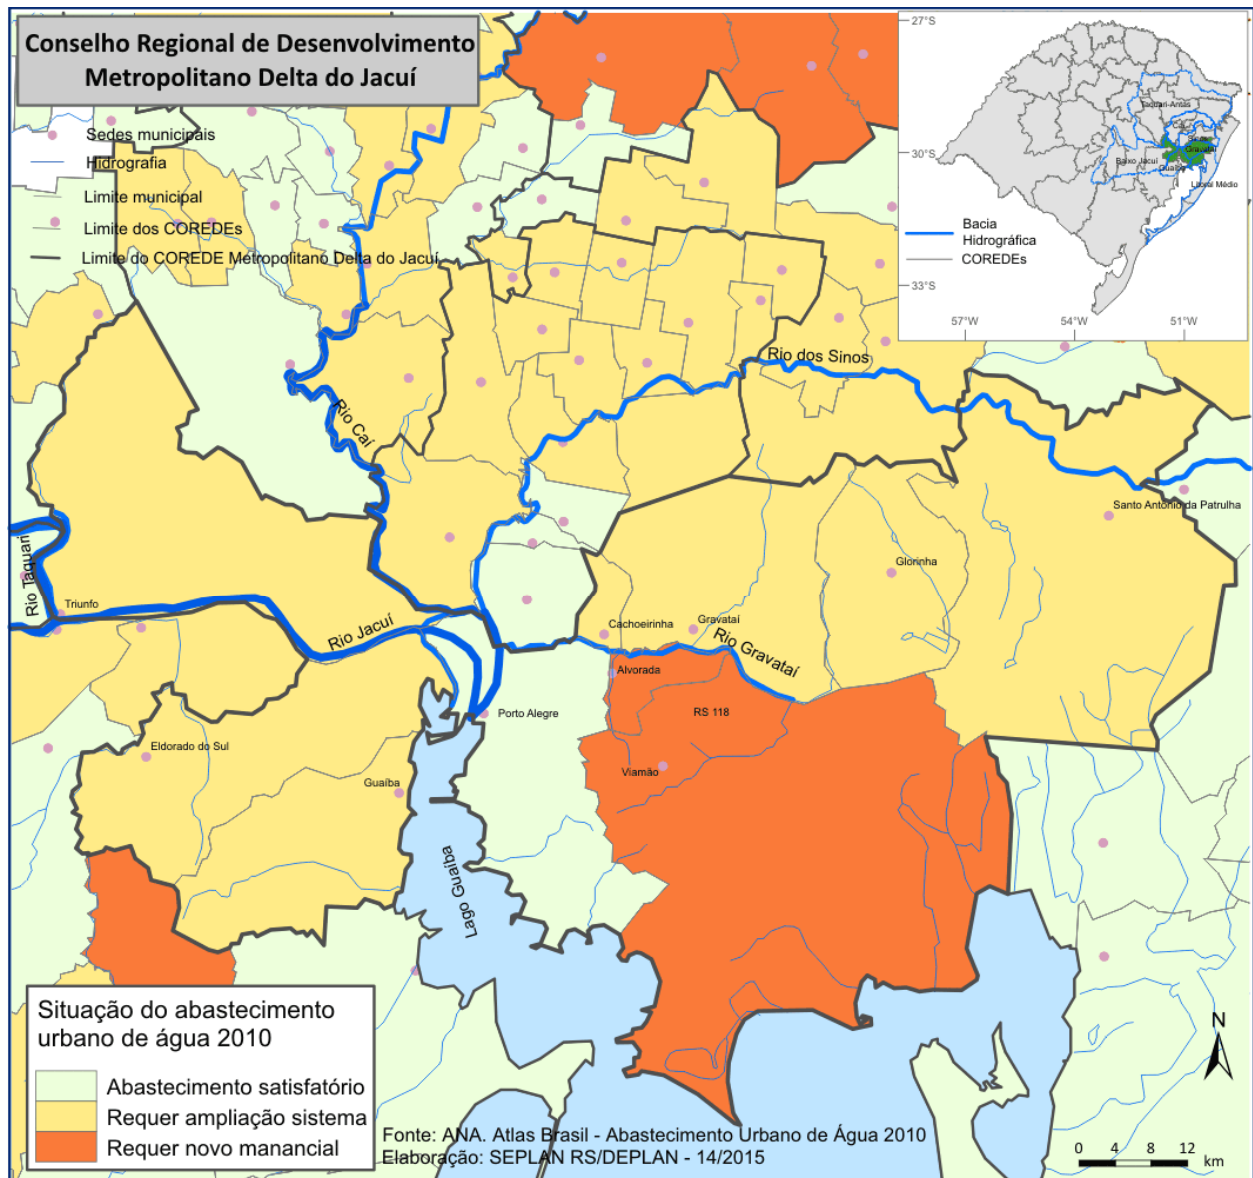 Conselho Regional de Desenvolvimento
Metropolitano Delta do Jacuí
Sedes municipais
Hidrografia
Limite municipal
Limite dos COREDEs
Limite do COREDE Metropolitano Delta do Jacuí
27°S
30°S
33°S
57°W
54°W
51°W
Taquari-Antas
Gravataí
Baixo Jacuí
Litoral Médio
Bacia
Hidrográfica
COREDEs
Rio dos Sinos
Rio Caí
Santo Antônio da Patrulha
Rio Taquari
Glorinha
Triunfo
Rio Jacuí
Cachoeirinha
Gravataí
Rio Gravataí
Alvorada
RS 118
Porto Alegre
Eldorado do Sul
Viamão
Guaíba
Lago Guaíba
Situação do abastecimento
urbano de água 2010
Abastecimento satisfatório
Requer ampliação sistema
Requer novo manancial
Fonte: ANA. Atlas Brasil - Abastecimento Urbano de Água 2010
Elaboração: SEPLAN RS/DEPLAN - 14/2015
N
0 4 8 12
km